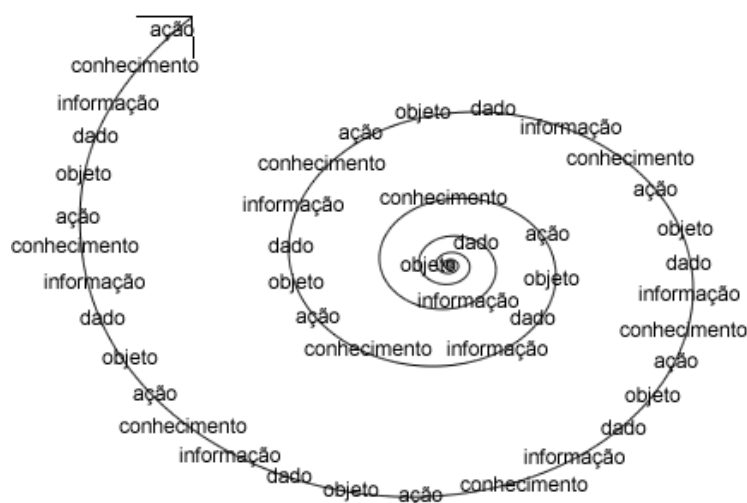 objeto
dado
informação
conhecimento
ação
objeto
dado
informação
conhecimento
ação
objeto
dado
informação
conhecimento
ação
objeto
dado
informação
conhecimento
ação
objeto
dado
informação
conhecimento
ação
objeto
dado
informação
conhecimento
ação
objeto
dado
informação
conhecimento
ação
objeto
dado
informação
conhecimento
ação
objeto
dado
informação
conhecimento
ação